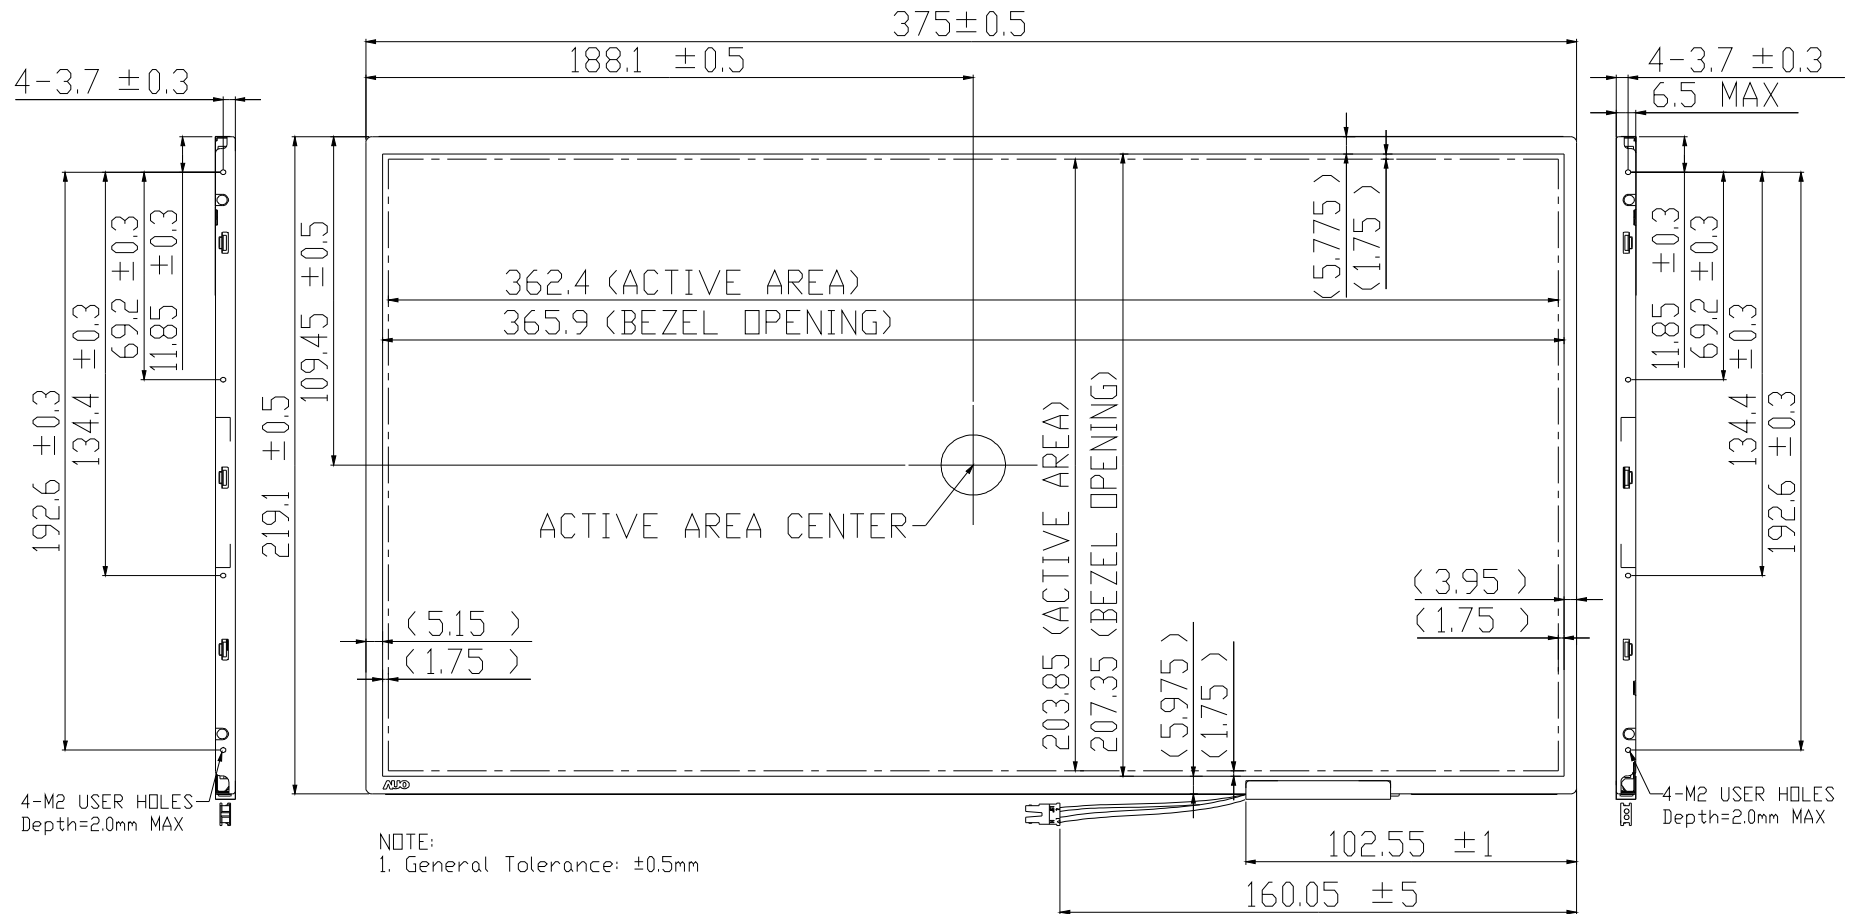 375±0.5
188.1 ±0.5
4-3.7 ±0.3
4-3.7 ±0.3
6.5 MAX
192.6 ±0.3
134.4 ±0.3
69.2 ±0.3
11.85 ±0.3
219.1 ±0.5
109.45 ±0.5
362.4 (ACTIVE AREA)
365.9 (BEZEL OPENING)
(5.775)
(1.75 )
11.85 ±0.3
69.2 ±0.3
134.4 ±0.3
192.6 ±0.3
ACTIVE AREA CENTER
203.85 (ACTIVE AREA)
207.35 (BEZEL OPENING)
( 5.15 )
( 1.75 )
( 3.95 )
( 1.75 )
( 5.975)
(1.75 )
AUO
4-M2 USER HOLES
Depth=2.0mm MAX
4-M2 USER HOLES
Depth=2.0mm MAX
NOTE:
1. General Tolerance: ±0.5mm
102.55 ±1
160.05 ±5